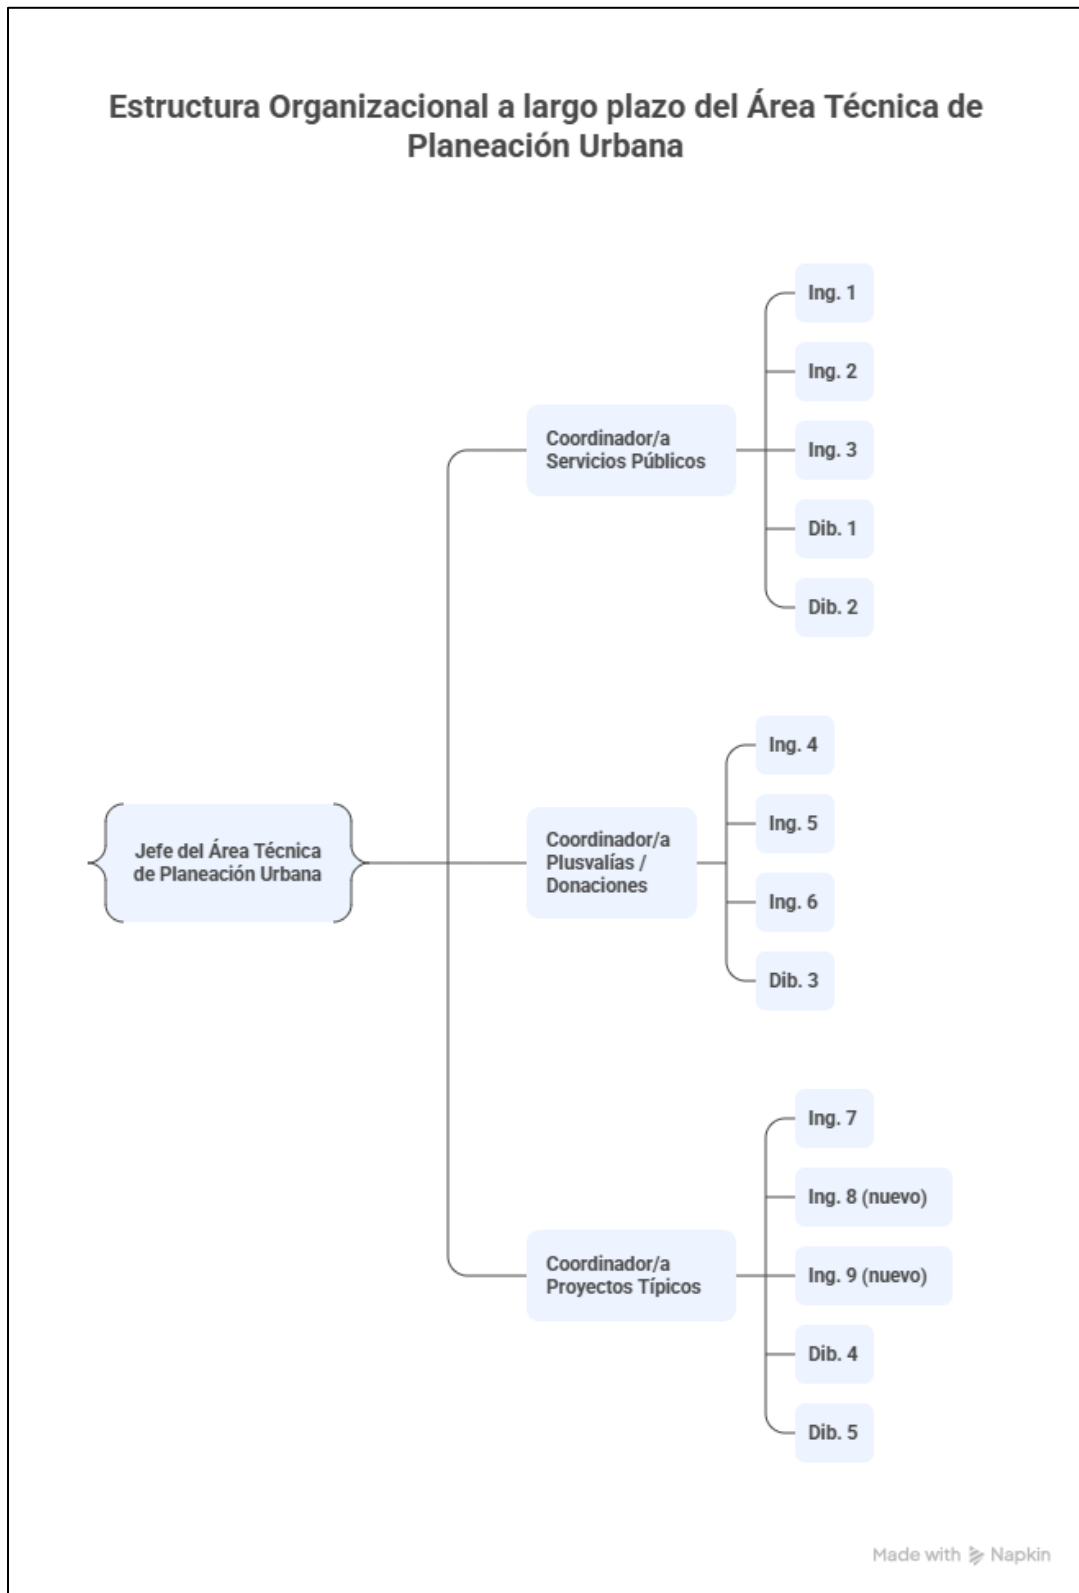 Estructura Organizacional a largo plazo del Área Técnica de
Planeación Urbana
Jefe del Área Técnica
de Planeación Urbana
Coordinador/a
Servicios Públicos
Ing. 1
Ing. 2
Ing. 3
Dib. 1
Dib. 2
Coordinador/a
Plusvalías /
Donaciones
Ing. 4
Ing. 5
Ing. 6
Dib. 3
Coordinador/a
Proyectos Típicos
Ing. 7
Ing. 8 (nuevo)
Ing. 9 (nuevo)
Dib. 4
Dib. 5
Made with Napkin